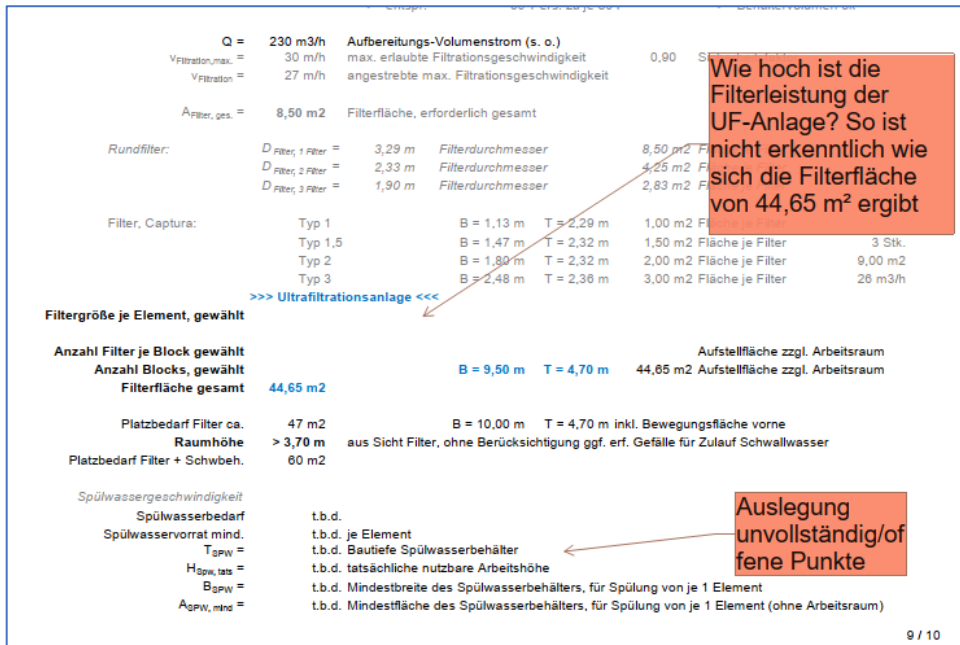 Q = 230 m3/h Aufbereitungs-Volumenstrom (s. o.)
vFiltration,max. = 30 m/h max. erlaubte Filtrationsgeschwindigkeit 0,90
vFiltration = 27 m/h angestrebte max. Filtrationsgeschwindigkeit
AFilter, ges. = 8,50 m2 Filterfläche, erforderlich gesamt
Wie hoch ist die
Filterleistung der
UF-Anlage? So ist
nicht erkenntlich wie
sich die Filterfläche
von 44,65 m² ergibt
Rundfilter: D Filter, 1 Filter = 3,29 m Filterdurchmesser 8,50 m2
D Filter, 2 Filter = 2,33 m Filterdurchmesser 4,25 m2
D Filter, 3 Filter = 1,90 m Filterdurchmesser 2,83 m2
Filter, Captura: Typ 1 B = 1,13 m T = 2,29 m 1,00 m2 Fläche je Filter
Typ 1,5 B = 1,47 m T = 2,32 m 1,50 m2 Fläche je Filter 3 Stk.
Typ 2 B = 1,80 m T = 2,32 m 2,00 m2 Fläche je Filter 9,00 m2
Typ 3 B = 2,48 m T = 2,36 m 3,00 m2 Fläche je Filter 26 m3/h
>>> Ultrafiltrationsanlage <<<
Filtergröße je Element, gewählt
Anzahl Filter je Block gewählt Aufstellfläche zzgl. Arbeitsraum
Anzahl Blocks, gewählt B = 9,50 m T = 4,70 m 44,65 m2 Aufstellfläche zzgl. Arbeitsraum
Filterfläche gesamt 44,65 m2
Platzbedarf Filter ca. 47 m2 B = 10,00 m T = 4,70 m inkl. Bewegungsfläche vorne
Raumhöhe > 3,70 m aus Sicht Filter, ohne Berücksichtigung ggf. erf. Gefälle für Zulauf Schwallwasser
Platzbedarf Filter + Schwbeh. 60 m2
Spülwassergeschwindigkeit
Spülwasserbedarf t.b.d.
Spülwasservorrat mind. t.b.d. je Element
TSPW = t.b.d. Bautiefe Spülwasserbehälter
HSpw, tats = t.b.d. tatsächliche nutzbare Arbeitshöhe
BSPW = t.b.d. Mindestbreite des Spülwasserbehälters, für Spülung von je 1 Element
ASPW, mind = t.b.d. Mindestfläche des Spülwasserbehälters, für Spülung von je 1 Element (ohne Arbeitsraum)
Auslegung
unvollständig/of
fene Punkte
9 / 10